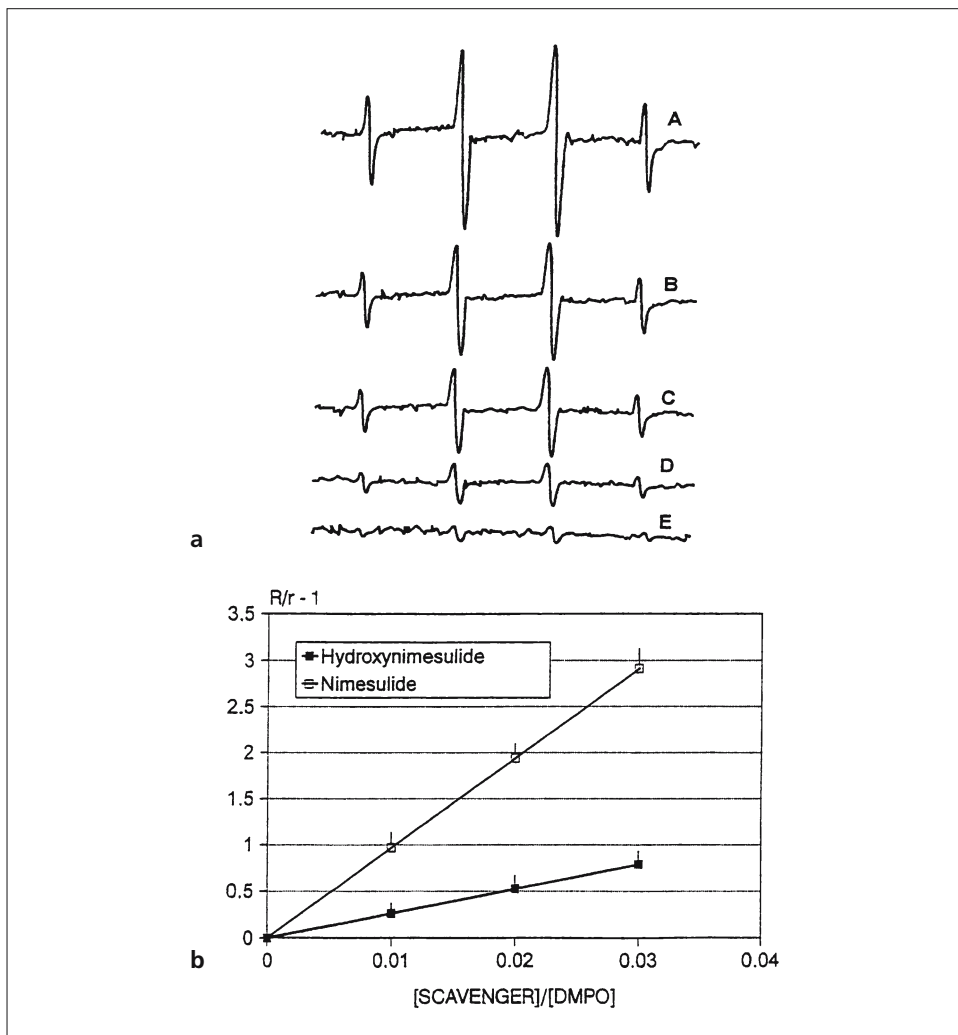 A
B
C
D
E
a
R/r - 1
3.5
3
2.5
2
1.5
1
0.5
0
Hydroxynimesulide
Nimesulide
b
0 0.01 0.02 0.03 0.04
[SCAVENGER]/[DMPO]